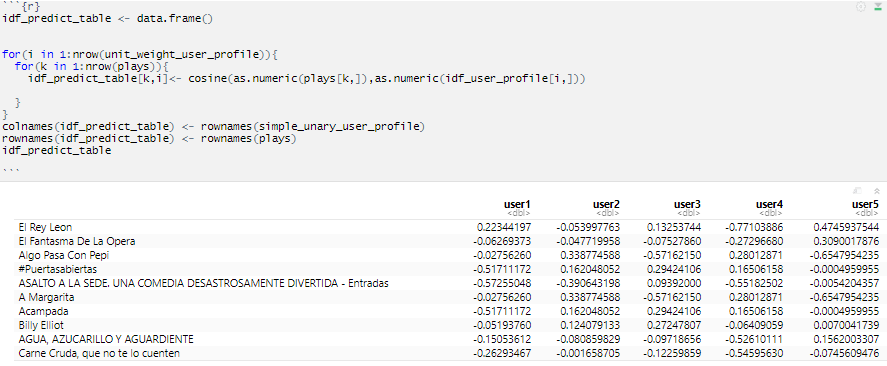 ```{r}
idf_predict_table <- data.frame()
for(i in 1:nrow(unit_weight_user_profile)){
for(k in 1:nrow(plays)){
idf_predict_table[k,i]<- cosine(as.numeric(plays[k,]),as.numeric(idf_user_profile[i,]))
}
}
colnames(idf_predict_table) <- rownames(simple_unary_user_profile)
rownames(idf_predict_table) <- rownames(plays)
idf_predict_table
```
user1 user2 user3 user4 user5
<dbl> <dbl> <dbl> <dbl> <dbl>
El Rey Leon 0.22344197 -0.053997763 0.13253744 -0.77103886 0.4745937544
El Fantasma De La Opera -0.06269373 -0.047719958 -0.07527860 -0.27296680 0.3090017876
Algo Pasa Con Pepi -0.02756260 0.338774588 -0.57162150 0.28012871 -0.6547954235
#Puertasabiertas -0.51711172 0.162048052 0.29424106 0.16506158 -0.0004959955
ASALTO A LA SEDE. UNA COMEDIA DESASTROSAMENTE DIVERTIDA - Entradas -0.57255048 -0.390643198 0.09392000 -0.55182502 -0.0054204357
A Margarita -0.02756260 0.338774588 -0.57162150 0.28012871 -0.6547954235
Acampada -0.51711172 0.162048052 0.29424106 0.16506158 -0.0004959955
Billy Elliot -0.05193760 0.124079133 0.27247807 -0.06409059 0.0070041739
AGUA, AZUCARILLO Y AGUARDIENTE -0.15053612 -0.080859829 -0.09718656 -0.52610111 0.1562003307
Carne Cruda, que no te lo cuenten -0.26293467 -0.001658705 -0.12259859 -0.54595630 -0.0745609476